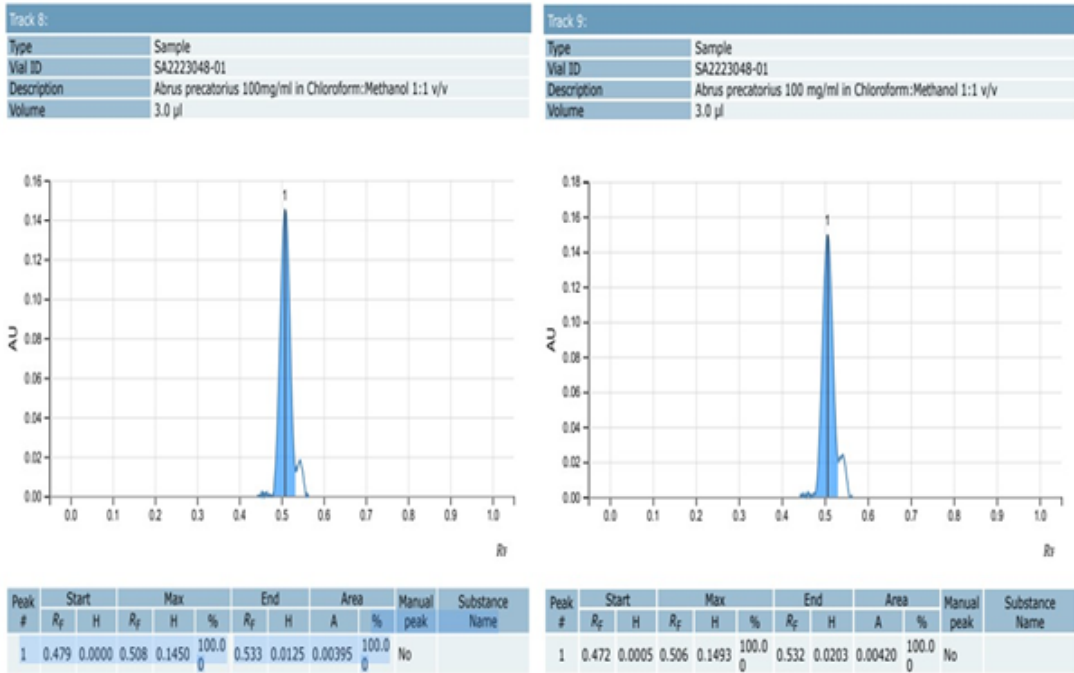 Track 8:
Type Sample
Vial ID SA2223048-01
Description Abrus precatorius 100mg/ml in Chloroform:Methanol 1:1 v/v
Volume 3.0 µl
0.16
1
0.14
0.12
0.10
AU
0.08
0.06
0.04
0.02
0.00
0.0 0.1 0.2 0.3 0.4 0.5 0.6 0.7 0.8 0.9 1.0
RF
Peak Start Max End Area Manual Substance
# RF H RF H % RF H A % peak Name
1 0.479 0.0000 0.508 0.1450 100.0 0.533 0.0125 0.00395 100.0 No
0 0
Track 9:
Type Sample
Vial ID SA2223048-01
Description Abrus precatorius 100 mg/ml in Chloroform:Methanol 1:1 v/v
Volume 3.0 µl
0.18
0.16
1
0.14
0.12
0.10
AU
0.08
0.06
0.04
0.02
0.00
0.0 0.1 0.2 0.3 0.4 0.5 0.6 0.7 0.8 0.9 1.0
RF
Peak Start Max End Area Manual Substance
# RF H RF H % RF H A % peak Name
1 0.472 0.0005 0.506 0.1493 100.0 0.532 0.0203 0.00420 100.0 No
0 0